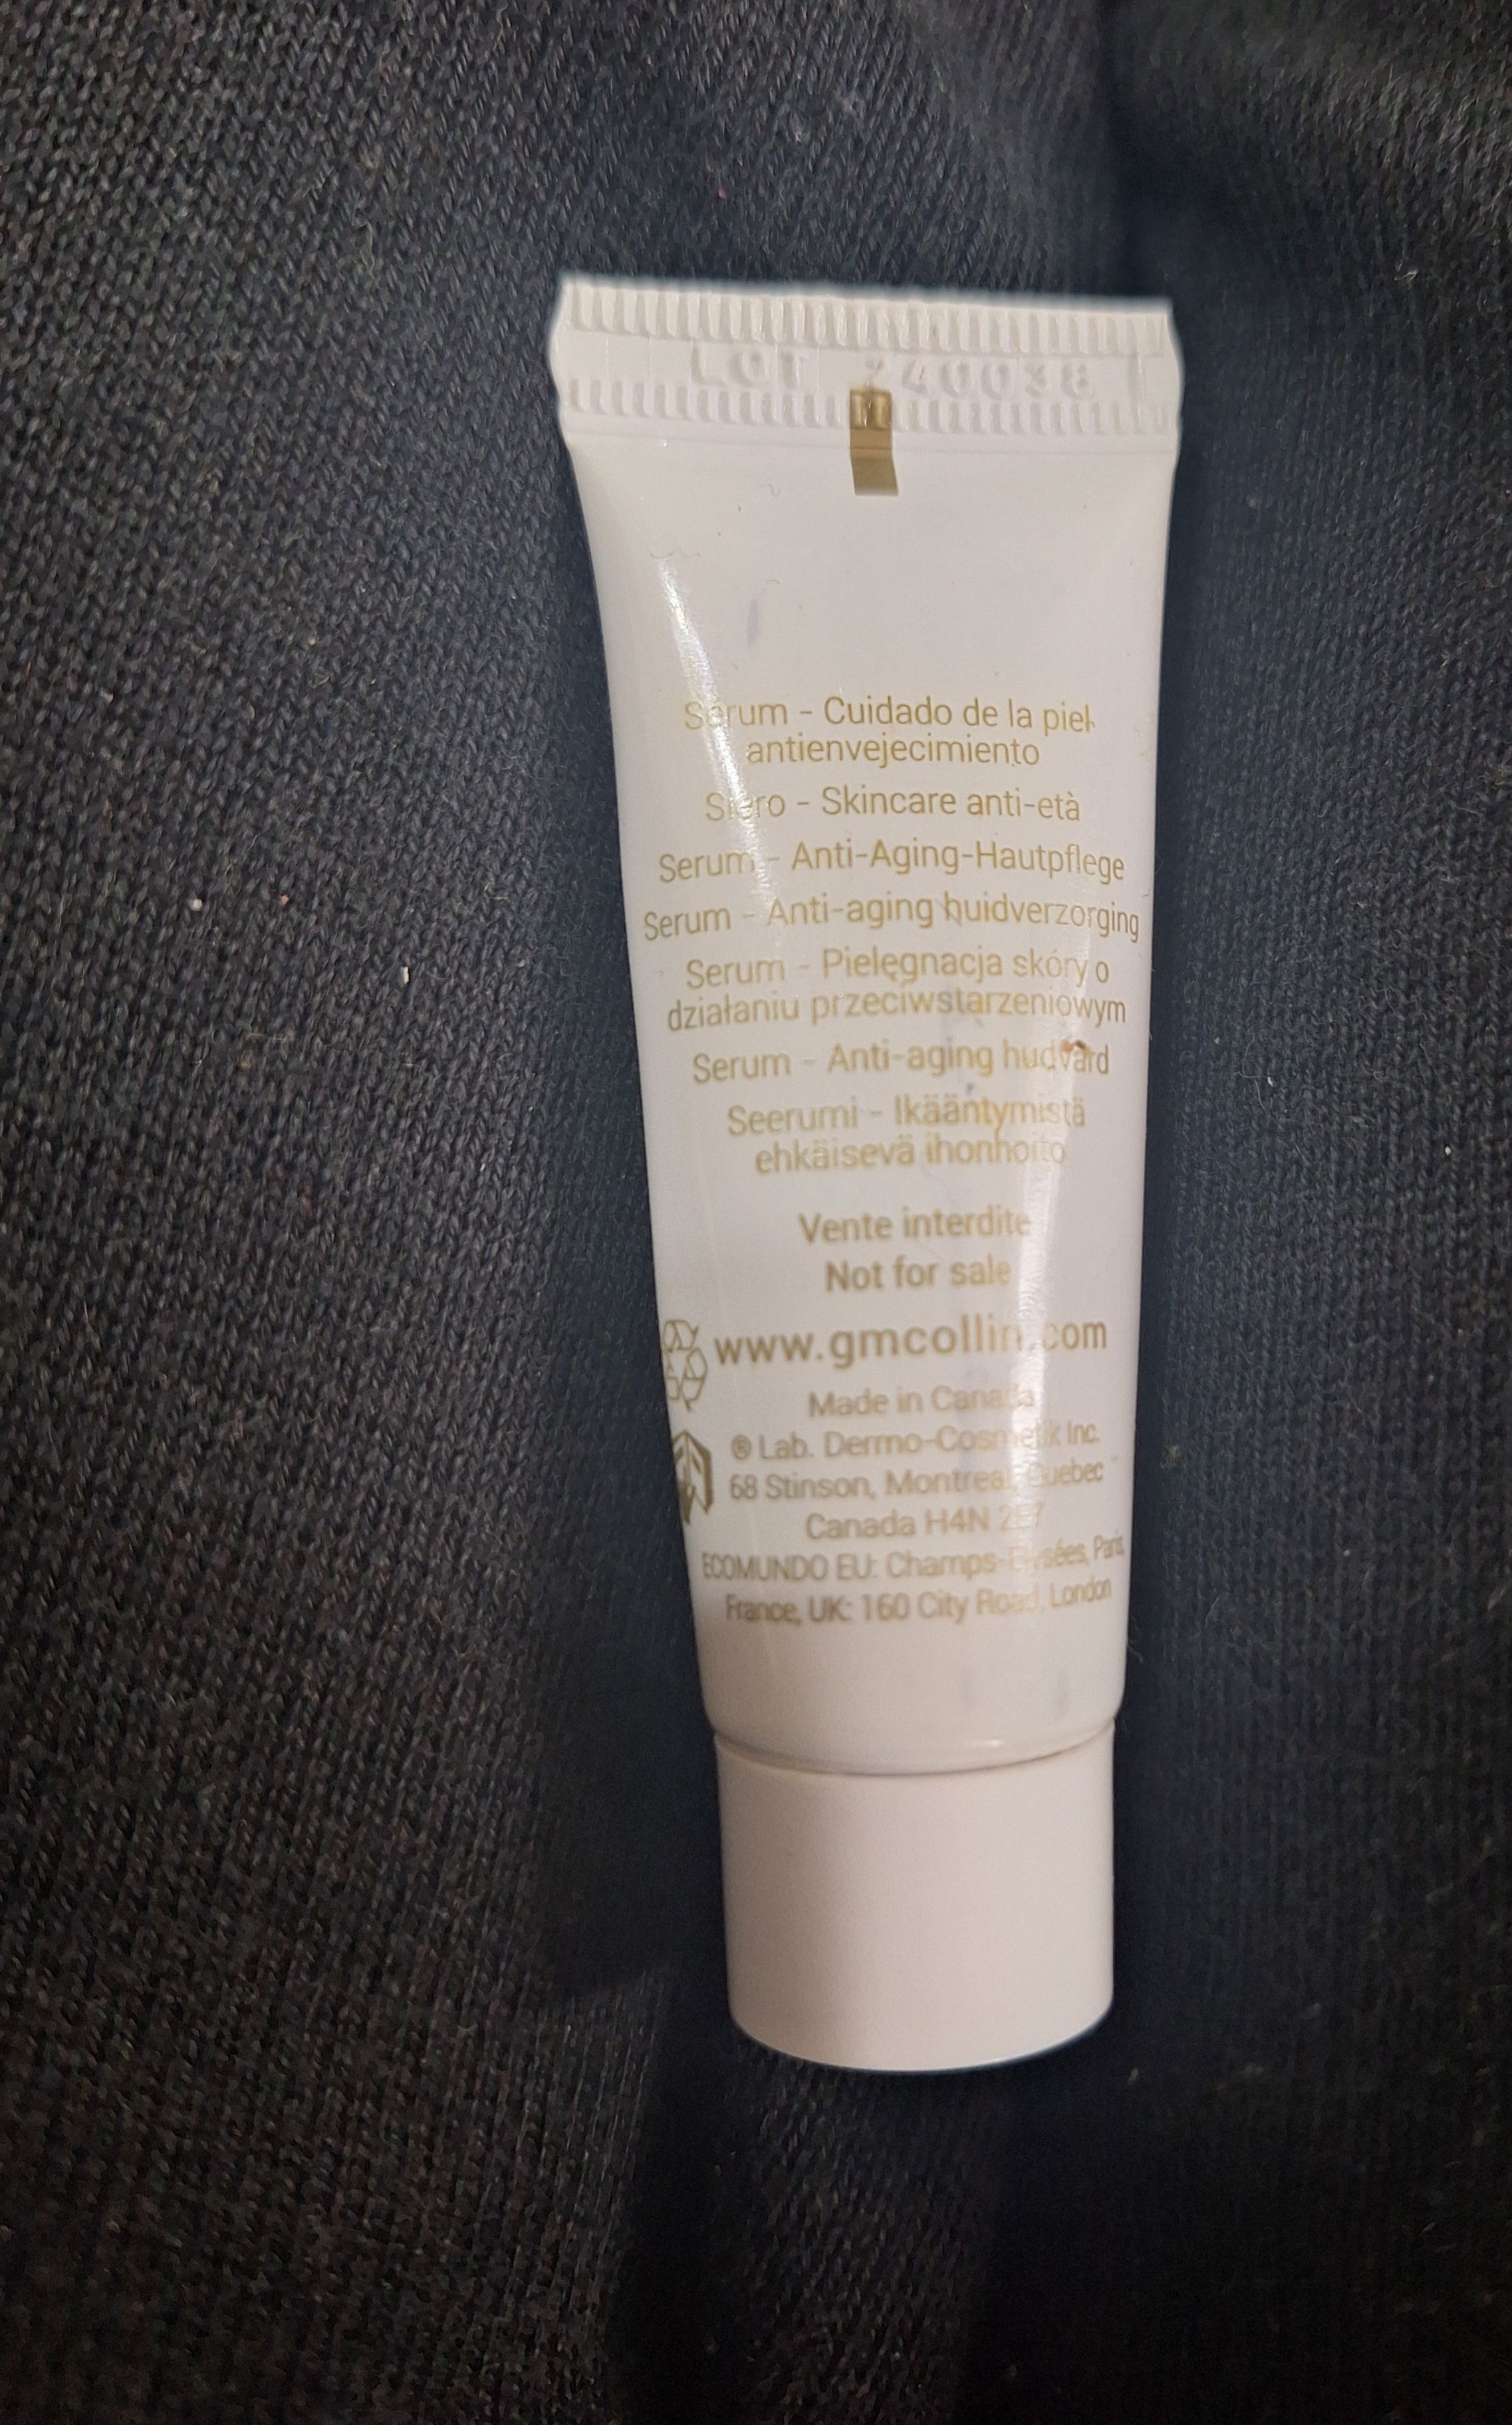 LOT 240038
Sérum - Cuidado de la piel
antienvejecimiento
Siero - Skincare anti-età
Serum - Anti-Aging-Hautpflege
Serum - Anti-aging huidverzorging
Serum - Pielęgnacja skóry o
działaniu przeciwstarzeniowym
Serum - Anti-aging hudvård
Seerumi - Ikääntymistä
ehkäisevä ihonhoito
Vente interdite
Not for sale
www.gmcollin.com
Made in Canada
® Lab. Dermo-Cosmetik Inc.
68 Stinson, Montreal, Quebec
Canada H4N
ECOMUNDO EU: Champs-Elysées, Paris,
France, UK: 160 City Road, London